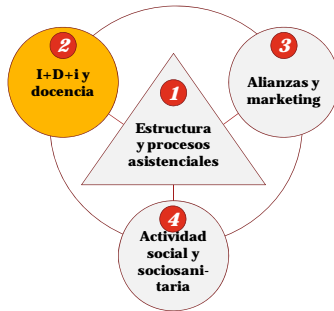 2
I+D+i y
docencia
3
Alianzas y
marketing
1
Estructura
y procesos
asistenciales
4
Actividad
social y
sociosani-
taria